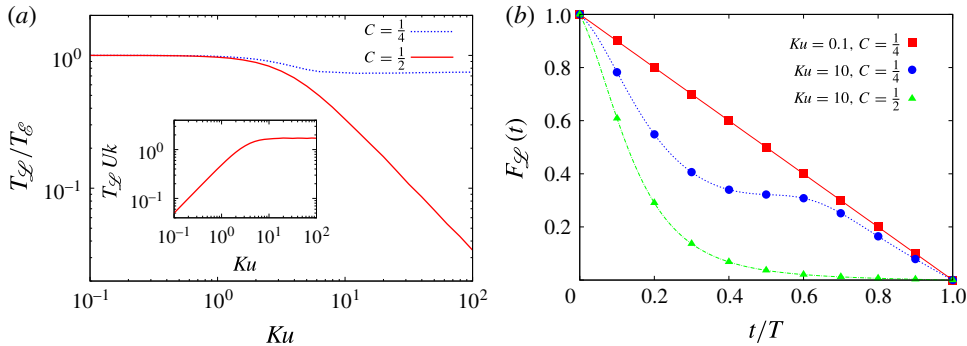 (a)
C = 1/4
C = 1/2
10^0
10^-1
T_ℒ/T_ℰ
10^0
10^-1
T_ℒ Uk
10^-1 10^0 10^1 10^2
Ku
10^-1 10^0 10^1 10^2
Ku
(b)
1.0
0.8
0.6
0.4
0.2
F_ℒ(t)
Ku = 0.1, C = 1/4
Ku = 10, C = 1/4
Ku = 10, C = 1/2
0 0.2 0.4 0.6 0.8 1.0
t/T